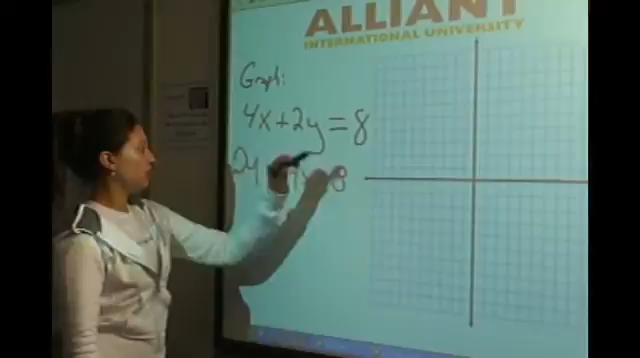 ALLIANT
INTERNATIONAL UNIVERSITY
Graph:
4x+2y=8
2y
8